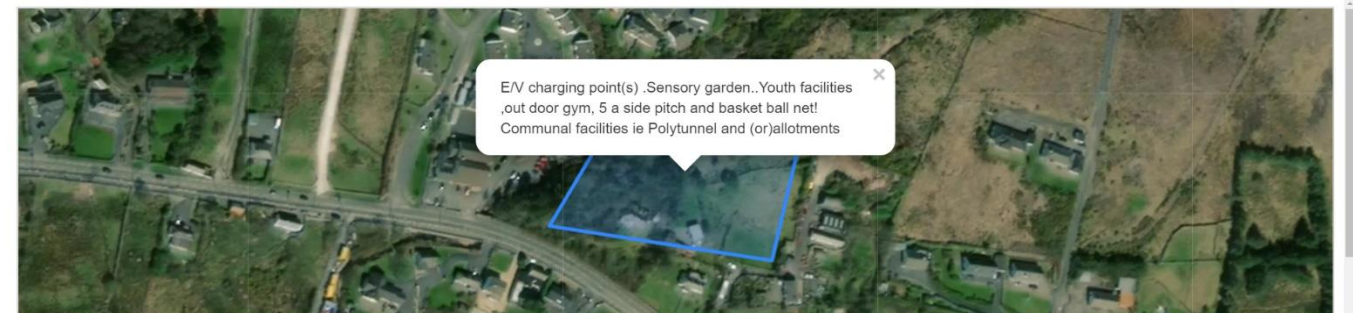 E/V charging point(s) .Sensory garden..Youth facilities
,out door gym, 5 a side pitch and basket ball net!
Communal facilities ie Polytunnel and (or)allotments